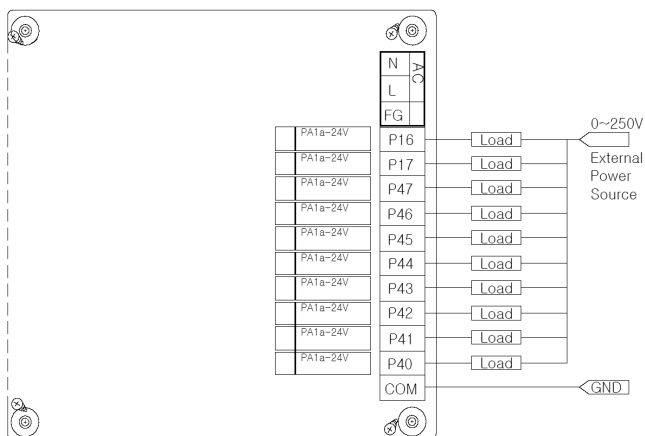 N
AC
L
FG
0~250V
External
Power
Source
PA1a-24V P16 Load
PA1a-24V P17 Load
PA1a-24V P47 Load
PA1a-24V P46 Load
PA1a-24V P45 Load
PA1a-24V P44 Load
PA1a-24V P43 Load
PA1a-24V P42 Load
PA1a-24V P41 Load
PA1a-24V P40 Load
COM GND